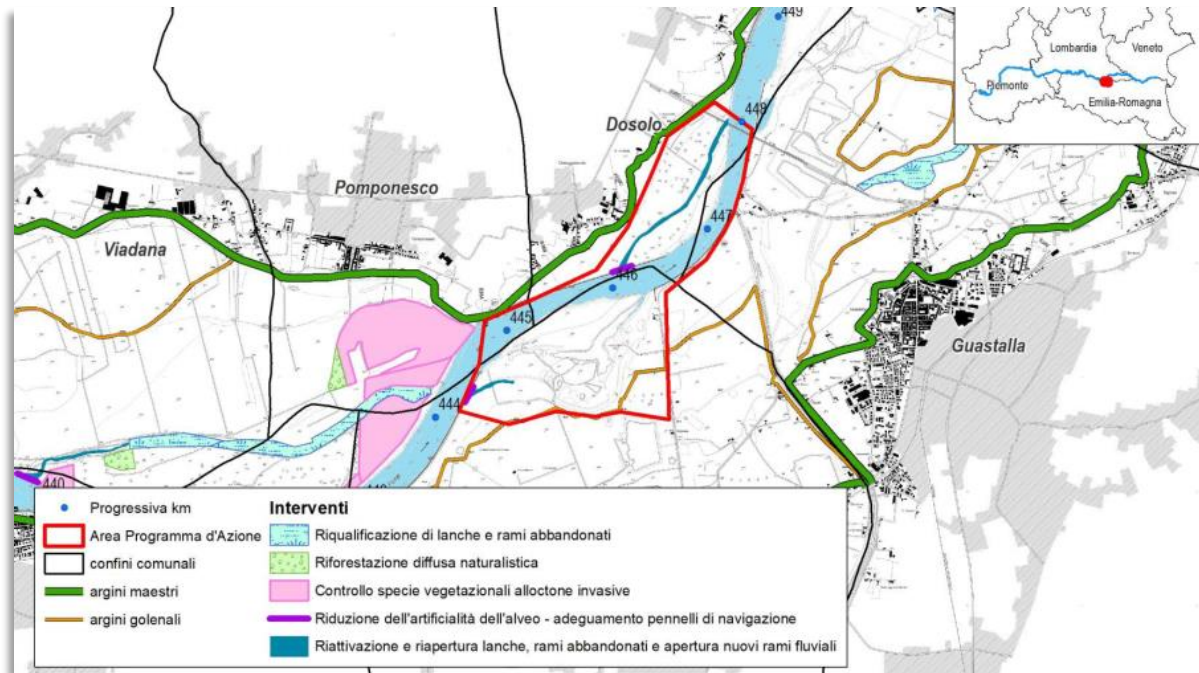 449
Lombardia
Veneto
Piemonte
Emilia-Romagna
448
Dosolo
Pomponesco
447
Viadana
446
445
Guastalla
444
440
Progressiva km
Area Programma d'Azione
confini comunali
argini maestri
argini golenali
Interventi
Riqualificazione di lanche e rami abbandonati
Riforestazione diffusa naturalistica
Controllo specie vegetazionali alloctone invasive
Riduzione dell'artificialità dell'alveo - adeguamento pennelli di navigazione
Riattivazione e riapertura lanche, rami abbandonati e apertura nuovi rami fluviali